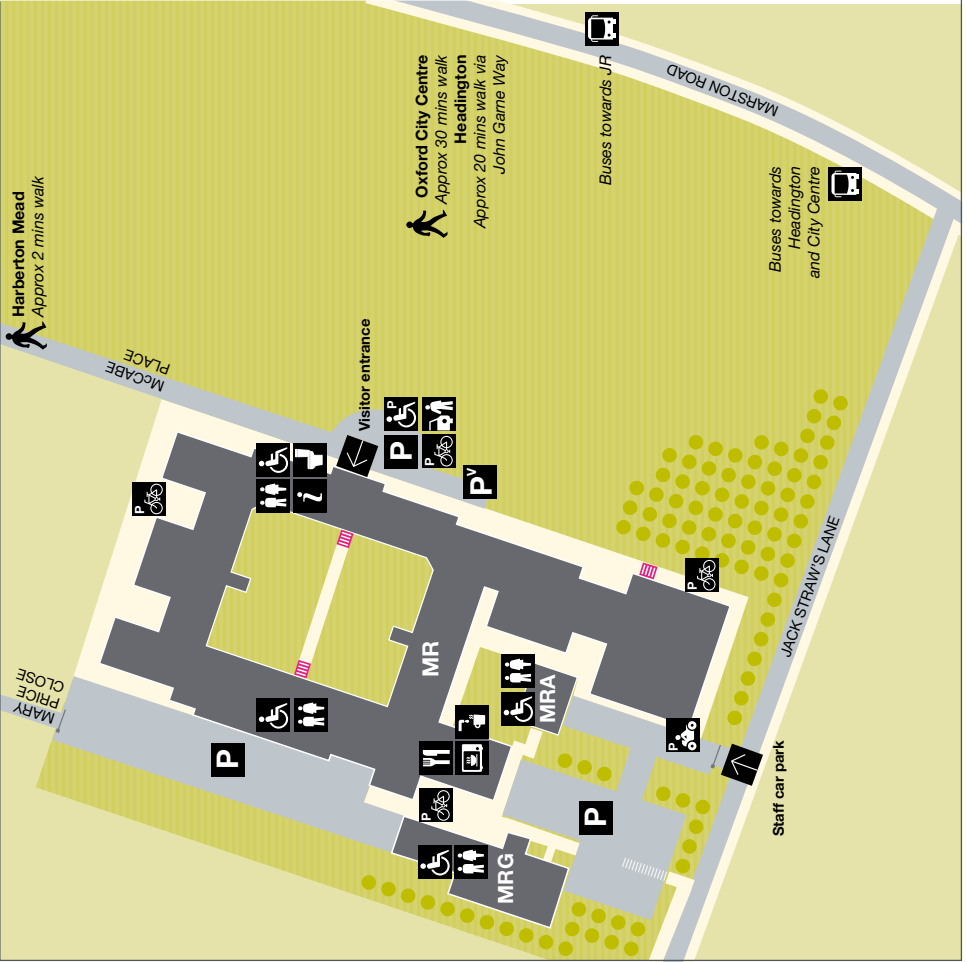 Harberton Mead
Approx 2 mins walk
Oxford City Centre
Approx 30 mins walk
Headington
Approx 20 mins walk via
John Garne Way
Buses towards JR
MARSTON ROAD
Buses towards
Headington
and City Centre
McCABE
PLACE
Visitor entrance
P
P
P
P
i
Pv
P
MARY
PRICE
CLOSE
MR
P
P
MRA
P
P
P
MRG
JACK STRAW'S LANE
Staff car park